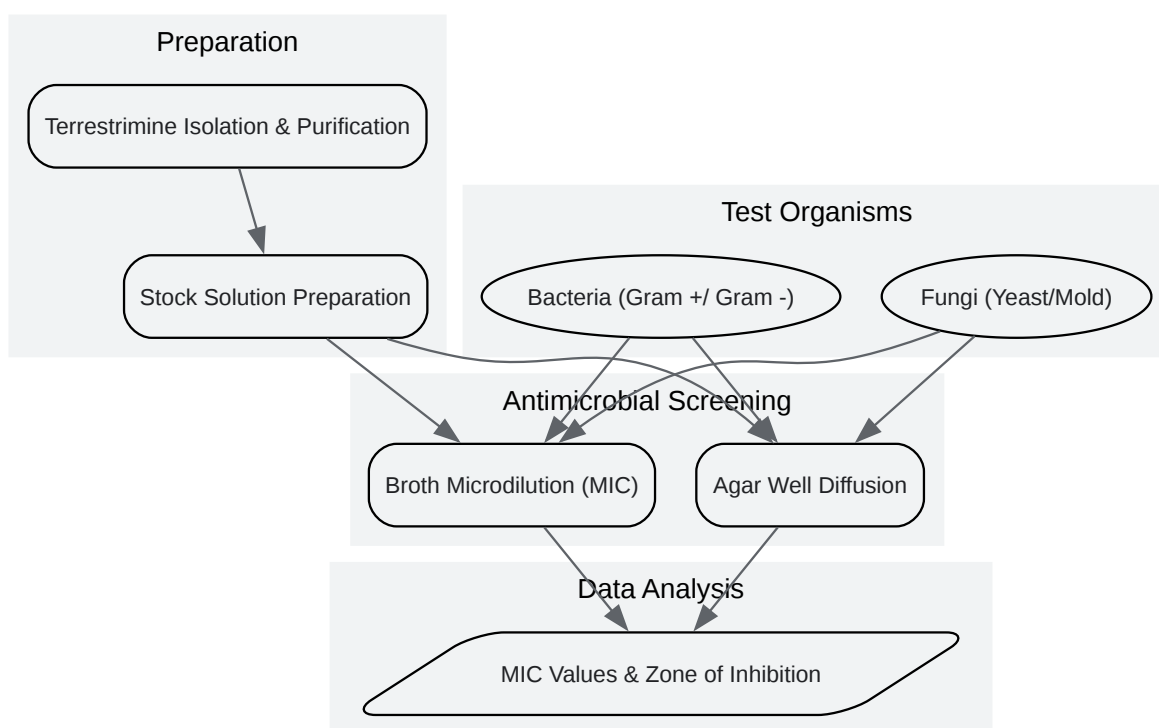 Preparation
Terrestrimine Isolation & Purification
Stock Solution Preparation
Test Organisms
Bacteria (Gram +/ Gram -)
Fungi (Yeast/Mold)
Antimicrobial Screening
Broth Microdilution (MIC)
Agar Well Diffusion
Data Analysis
MIC Values & Zone of Inhibition